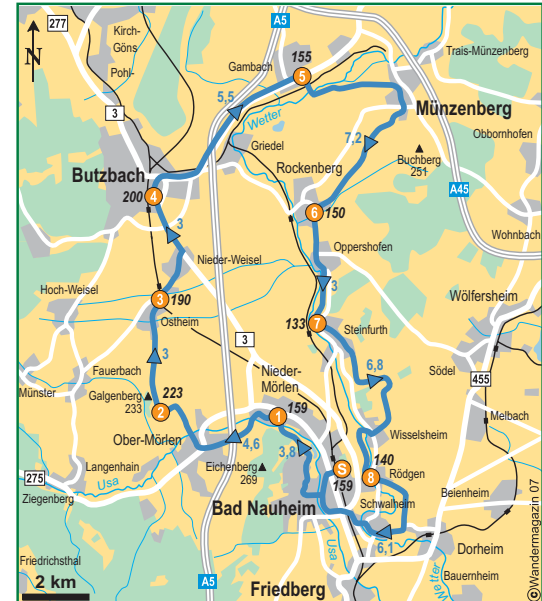 277
Kirch-
Göns
Pohl-
N
A5
155
Gambach
5
Trais-Münzenberg
3
5,5
Wetter
Münzenberg
Griedel
7,2
Obbornhofen
Butzbach
Rockenberg
Buchberg
251
A45
200
4
6
150
3
Oppershofen
Wohnbach
Nieder-Weisel
Hoch-Weisel
3
190
3
Wölfersheim
Ostheim
133
7
Steinfurth
3
3
Fauerbach
Nieder-
Mörlen
6,8
Södel
455
Münster
Galgenberg
233
223
2
159
1
Melbach
Ober-Mörlen
Wisselsheim
4,6
3,8
140
Langenhain
Eichenberg
269
S
159
8
Rödgen
275
Usa
Beienheim
Ziegenberg
Bad Nauheim
Schwalheim
6,1
Usa
Dorheim
Friedrichsthal
Wetter
Bauernheim
2 km
A5
Friedberg
©Wandermagazin 07